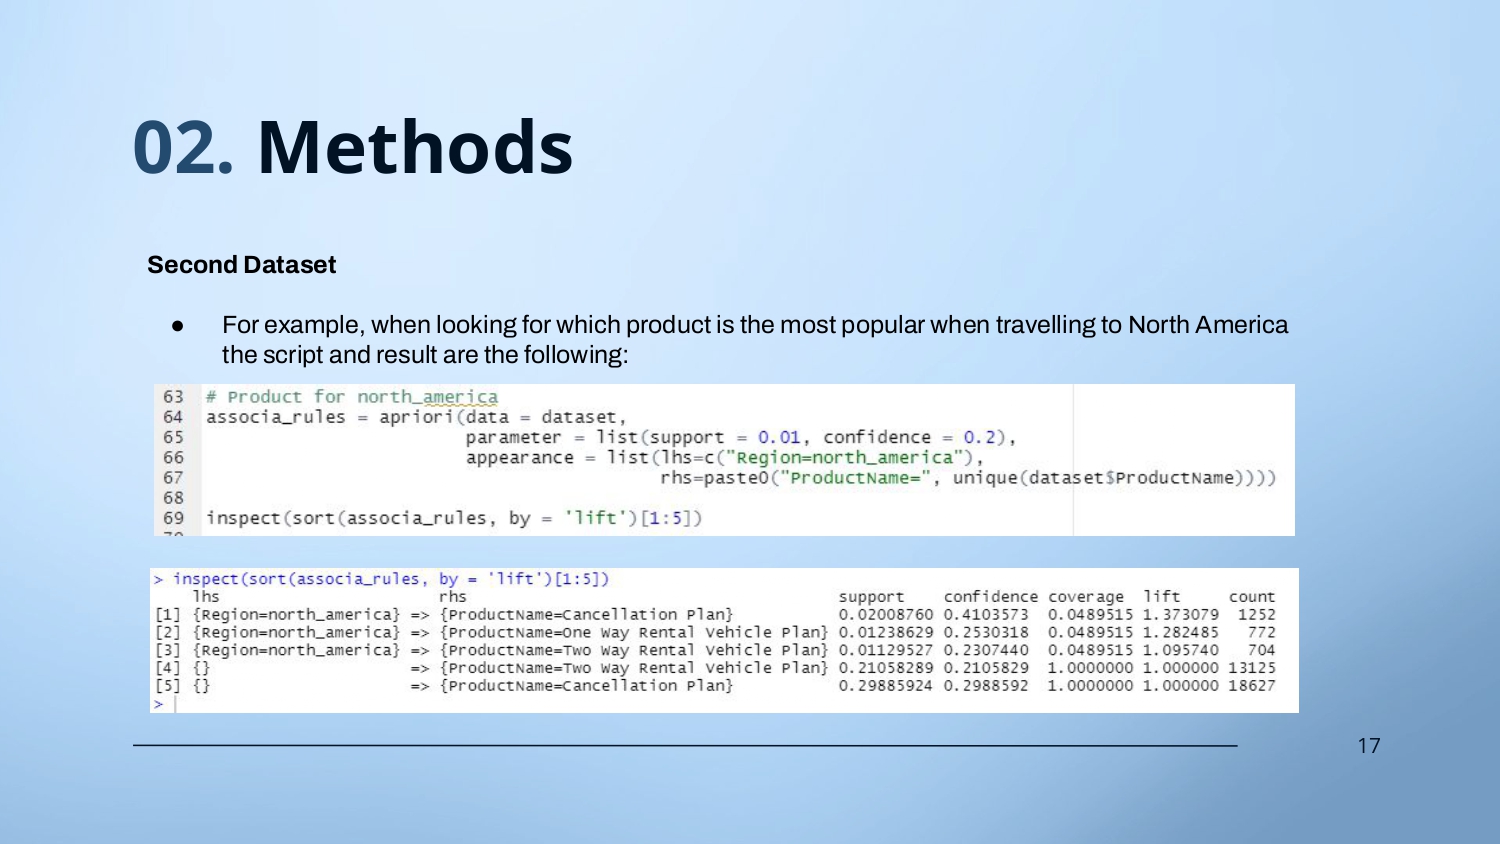 02. Methods
Second Dataset
● For example, when looking for which product is the most popular when travelling to North America
the script and result are the following:
63 # Product for north_america
64 associa_rules = apriori(data = dataset,
65 parameter = list(support = 0.01, confidence = 0.2),
66 appearance = list(lhs=c("Region=north_america"),
67 rhs=paste0("ProductName=", unique(dataset$ProductName))))
68
69 inspect(sort(associa_rules, by = 'lift')[1:5])
> inspect(sort(associa_rules, by = 'lift')[1:5])
lhs rhs support confidence coverage lift count
[1] {Region=north_america} => {ProductName=Cancellation Plan} 0.02008760 0.4103573 0.0489515 1.373079 1252
[2] {Region=north_america} => {ProductName=One Way Rental Vehicle Plan} 0.01238629 0.2530318 0.0489515 1.282485 772
[3] {Region=north_america} => {ProductName=Two Way Rental Vehicle Plan} 0.01129527 0.2307440 0.0489515 1.095740 704
[4] {} => {ProductName=Two Way Rental Vehicle Plan} 0.21058289 0.2105829 1.0000000 1.000000 13125
[5] {} => {ProductName=Cancellation Plan} 0.29885924 0.2988592 1.0000000 1.000000 18627
>
17